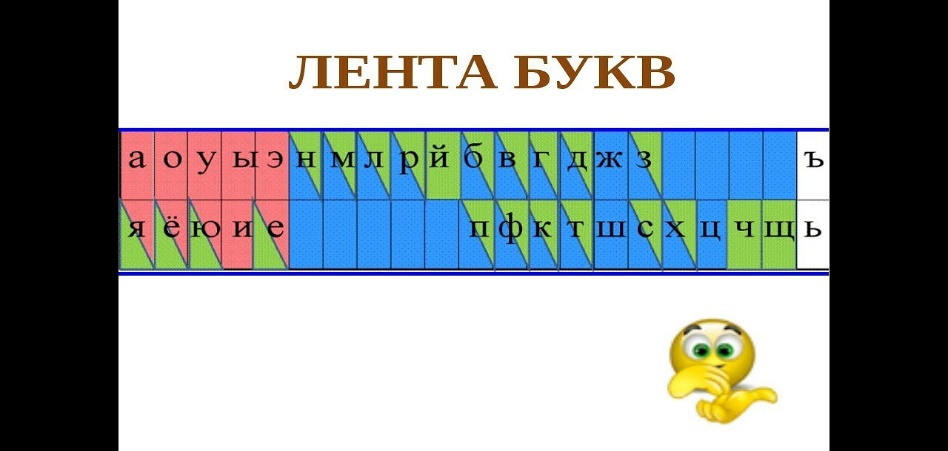 ЛЕНТА БУКВ
а о у ы э н м л р й б в г д ж з ъ
я ё ю и е п ф к т ш с х ц ч щ ь